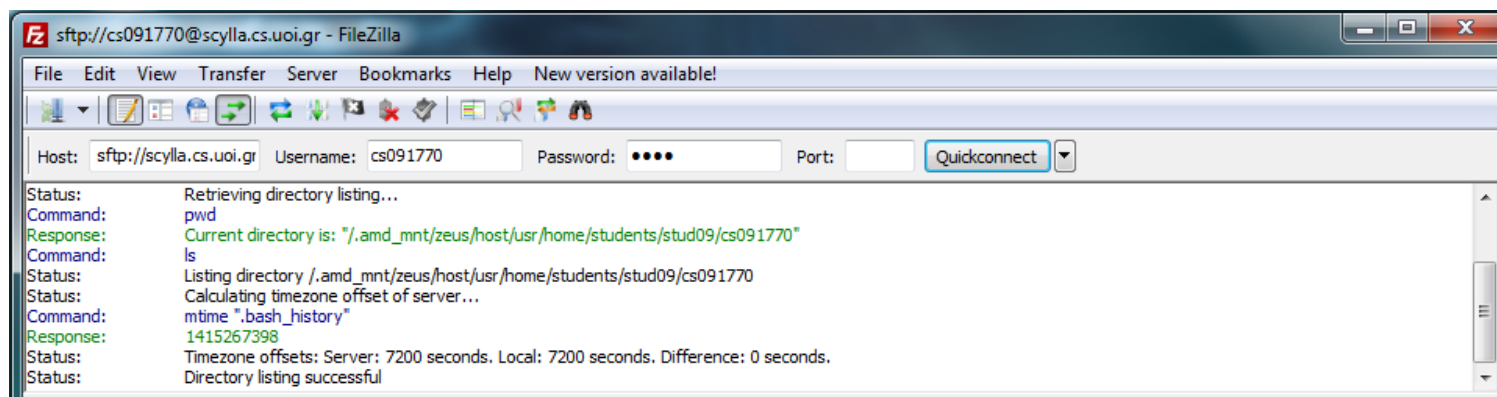 sftp://cs091770@scylla.cs.uoi.gr - FileZilla
File Edit View Transfer Server Bookmarks Help New version available!
Host: sftp://scylla.cs.uoi.gr Username: cs091770 Password: •••• Port: Quickconnect
Status: Retrieving directory listing...
Command: pwd
Response: Current directory is: "/.amd_mnt/zeus/host/usr/home/students/stud09/cs091770"
Command: ls
Status: Listing directory /.amd_mnt/zeus/host/usr/home/students/stud09/cs091770
Status: Calculating timezone offset of server...
Command: mtime ".bash_history"
Response: 1415267398
Status: Timezone offsets: Server: 7200 seconds. Local: 7200 seconds. Difference: 0 seconds.
Status: Directory listing successful